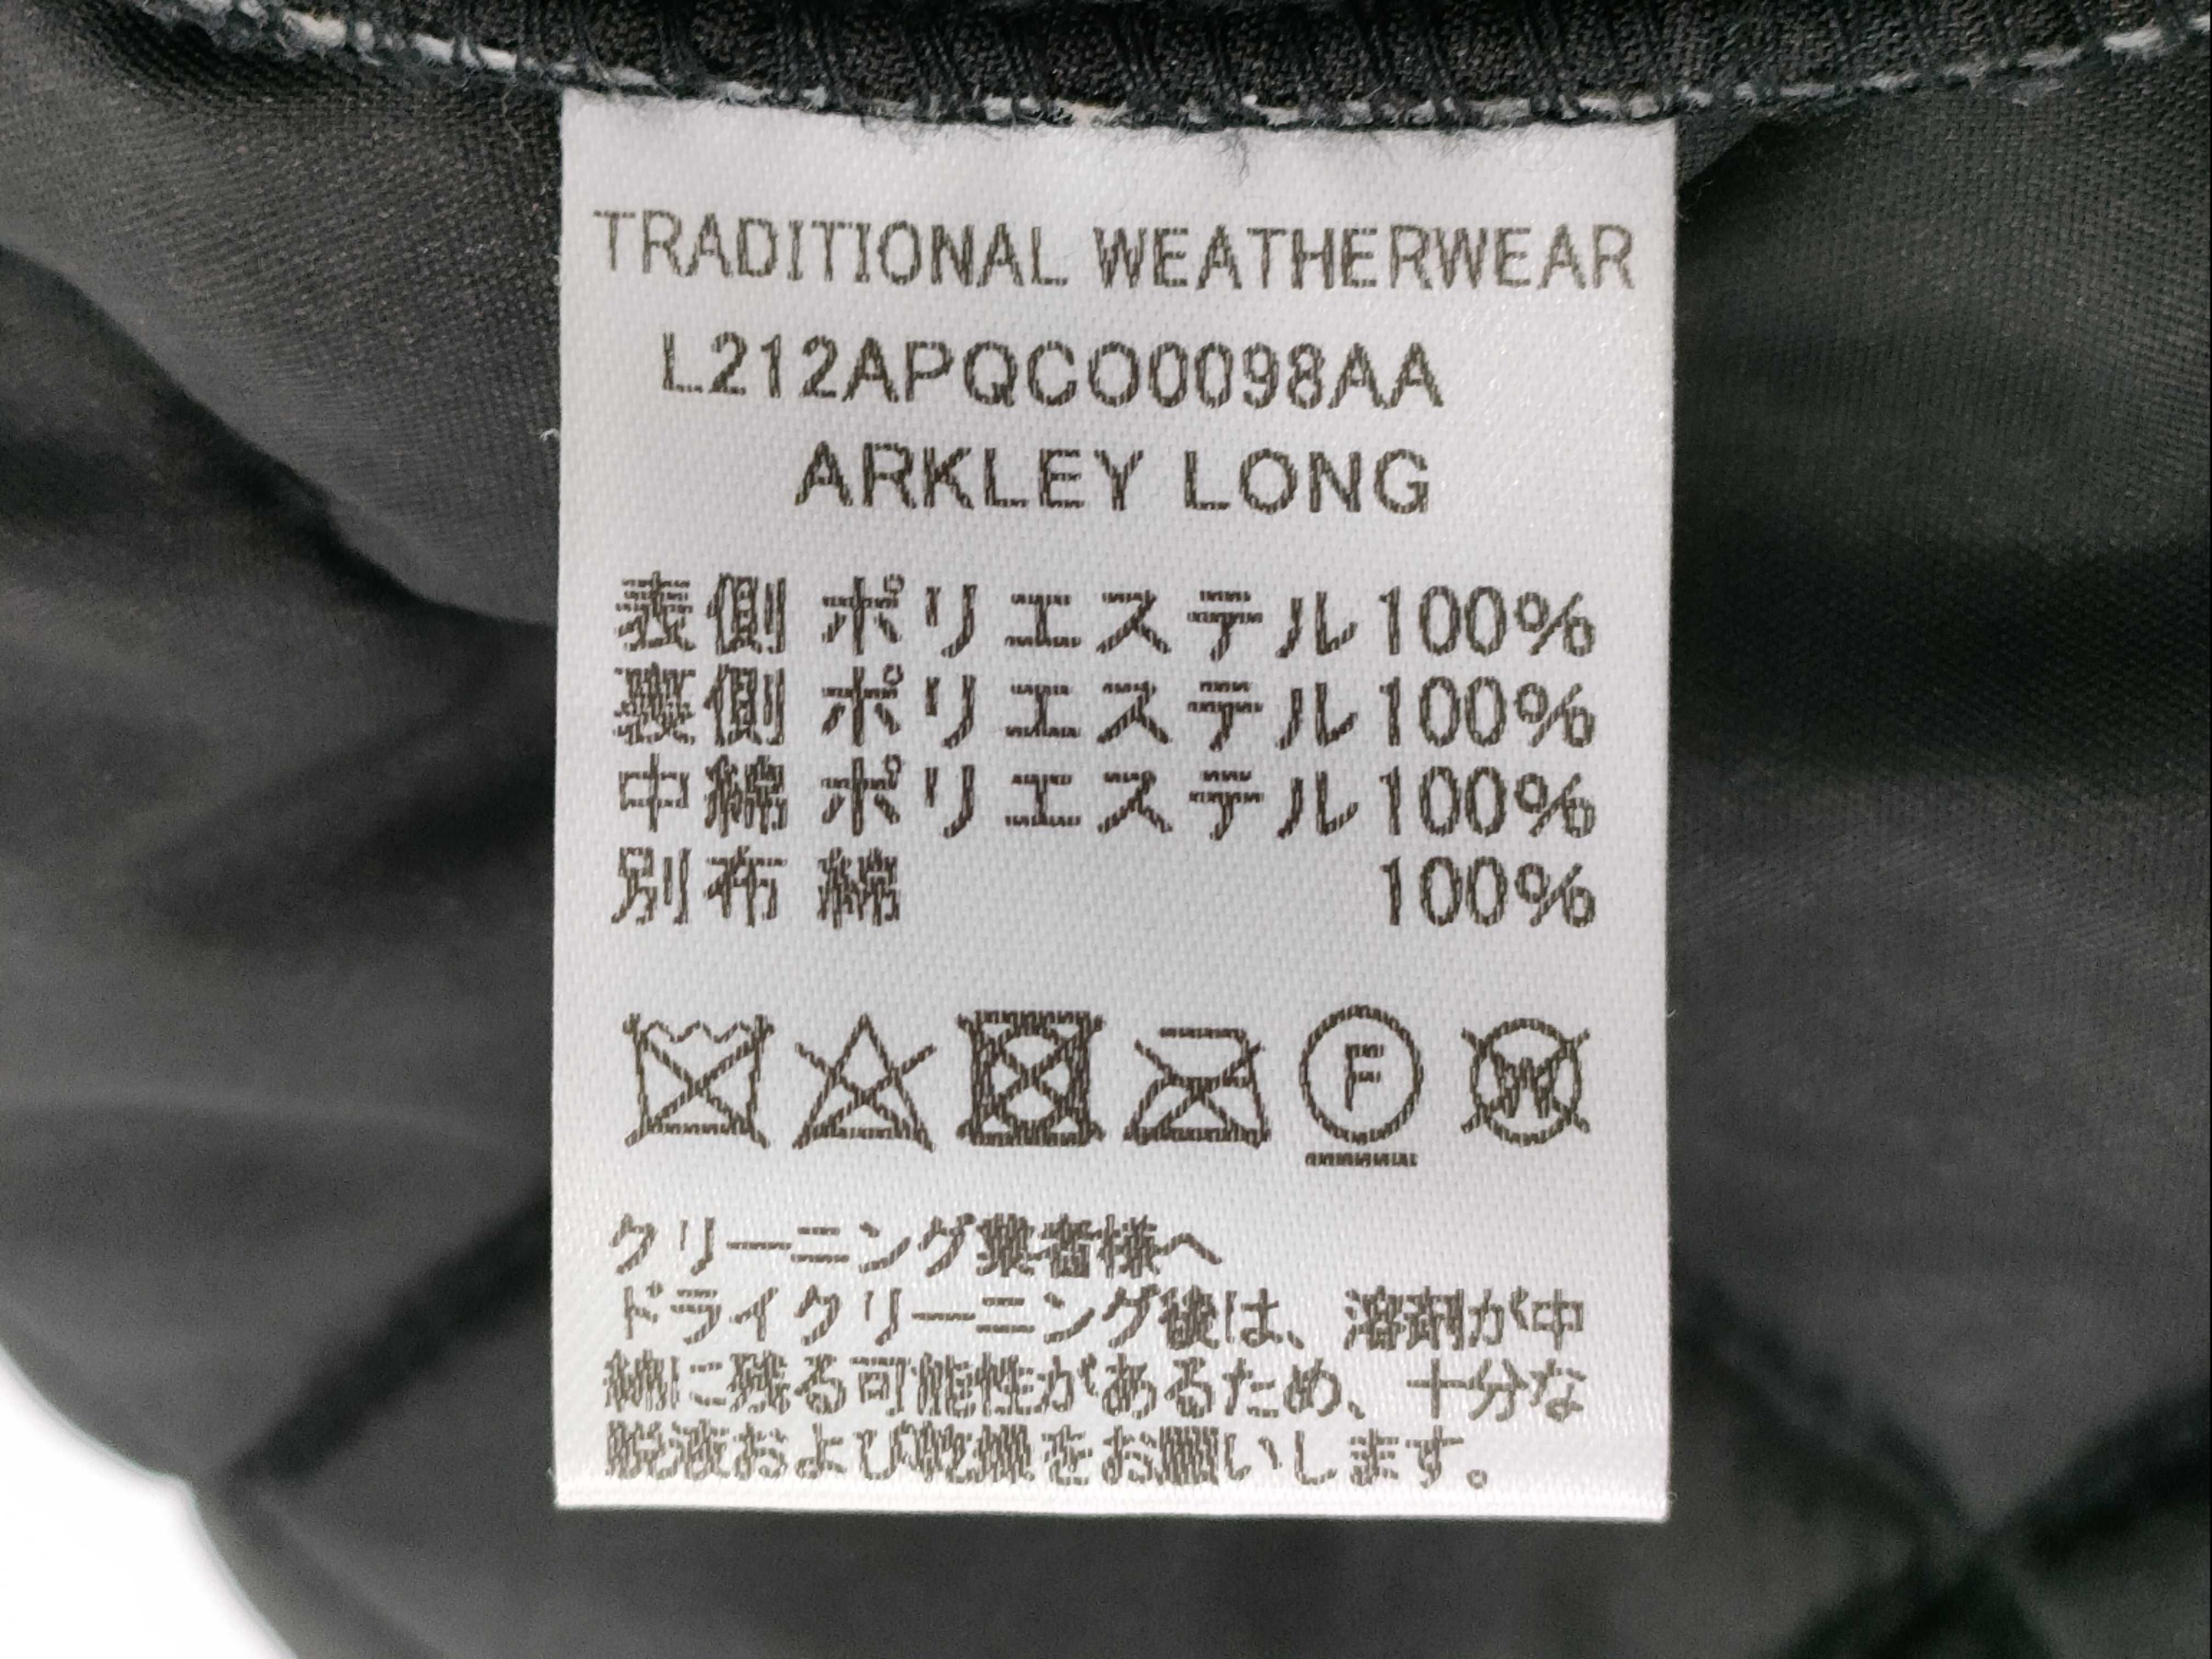 TRADITIONAL WEATHERWEAR
L212APQCO0098AA
ARKLEY LONG
表側 ポリエステル100%
裏側 ポリエステル100%
中綿 ポリエステル100%
別布 綿 100%
F
W
クリーニング業者様へ
ドライクリーニング後は、溶剤が中
綿に残る可能性があるため、十分な
脱液および乾燥をお願いします。